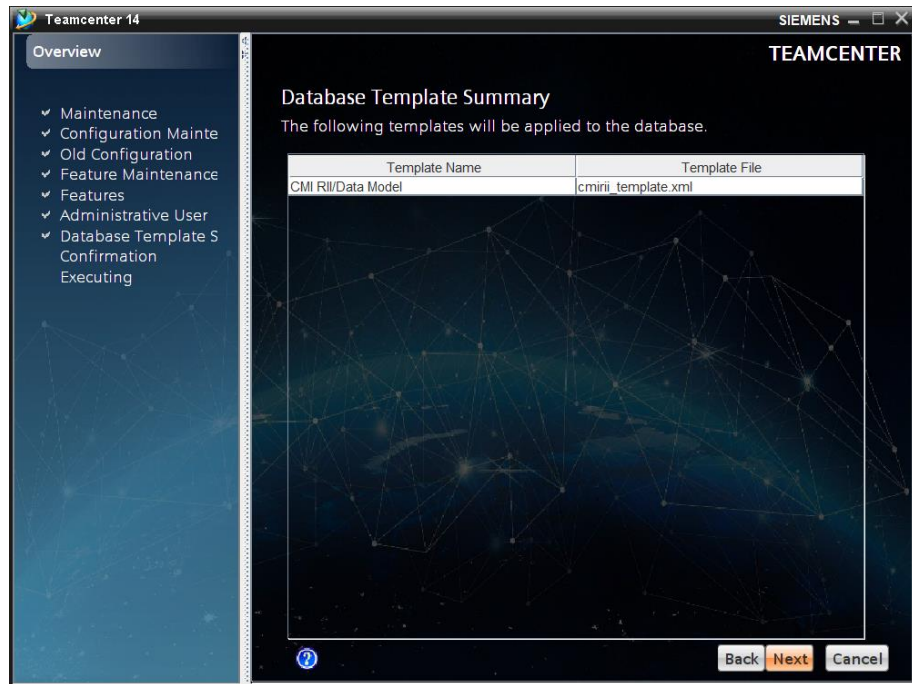 Teamcenter 14
SIEMENS
Overview
TEAMCENTER
Maintenance
Configuration Mainte
Old Configuration
Feature Maintenance
Features
Administrative User
Database Template S
Confirmation
Executing
Database Template Summary
The following templates will be applied to the database.
Template Name Template File
CMI RII/Data Model cmirii_template.xml
?
Back Next Cancel